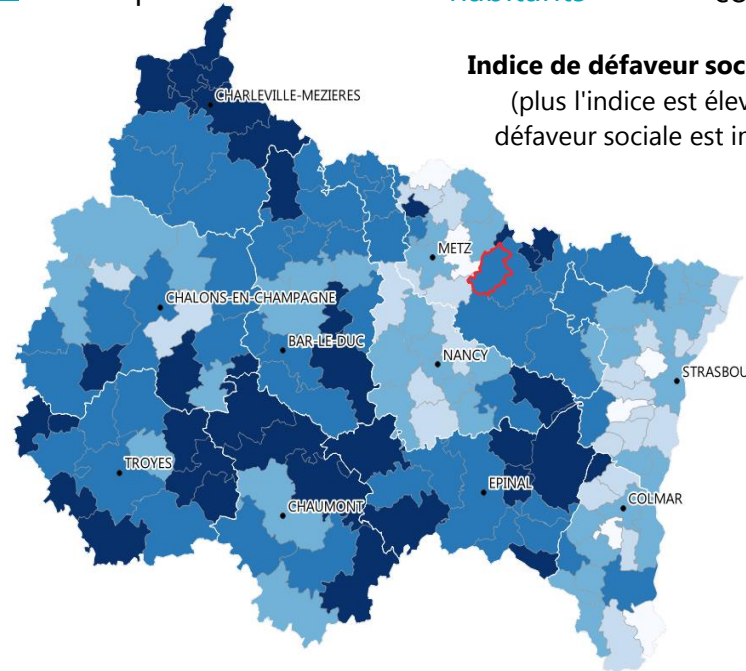 Indice de défaveur soc
(plus l'indice est élev
défaveur sociale est in
CHARLEVILLE-MEZIERES
METZ
CHALONS-EN-CHAMPAGNE
BAR-LE-DUC
NANCY
STRASBOU
TROYES
EPINAL
CHAUMONT
COLMAR